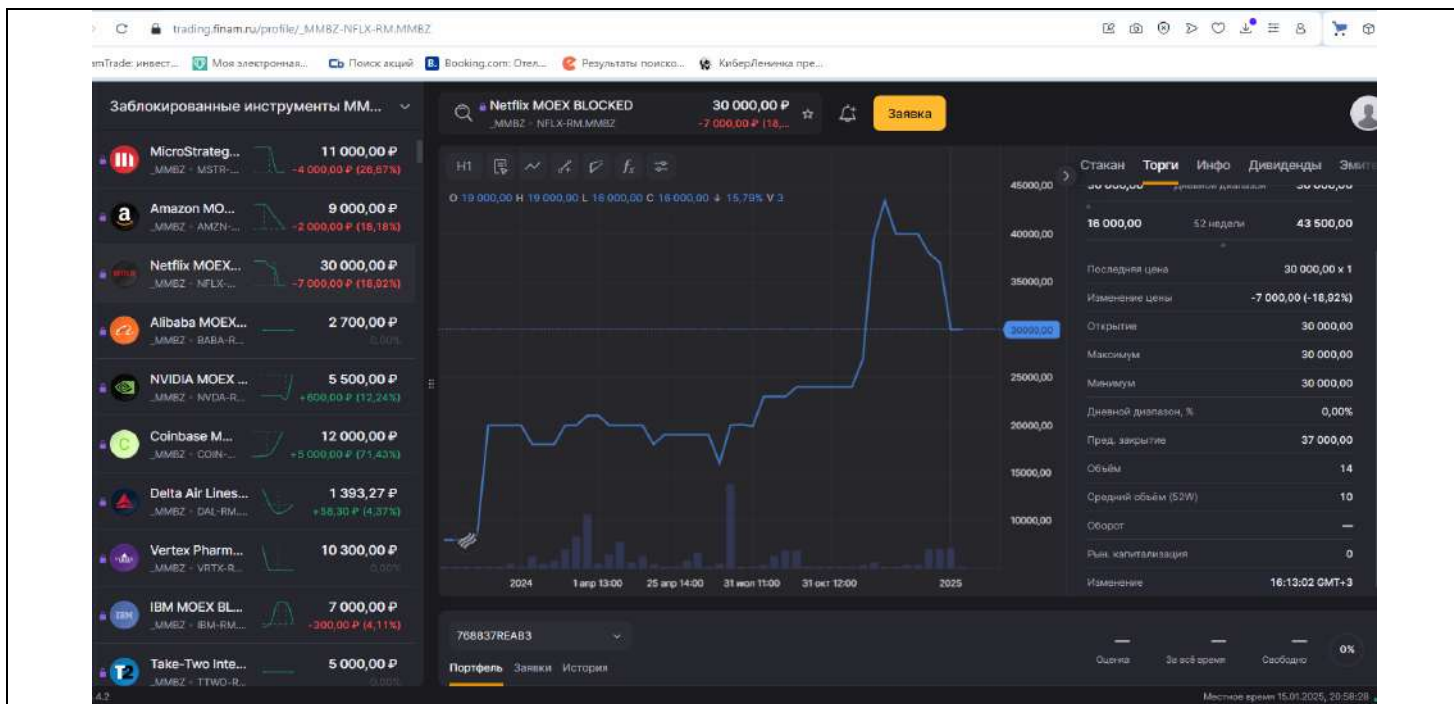 trading.finam.ru/profile/_MMBZ-NFLX-RM.MMBZ
amTrade: инвест... Моя электронная... Поиск акций Booking.com: Отел... Результаты поиско... КиберЛенинка пре...
Заблокированные инструменты MM...
MicroStrateg... 11 000,00 ₽
_MMBZ - MSTR-... -4 000,00 ₽ (26,67%)
Amazon MO... 9 000,00 ₽
_MMBZ - AMZN-... -2 000,00 ₽ (18,18%)
Netflix MOEX... 30 000,00 ₽
_MMBZ - NFLX-... -7 000,00 ₽ (18,92%)
Alibaba MOEX... 2 700,00 ₽
_MMBZ - BABA-R... 0,00%
NVIDIA MOEX ... 5 500,00 ₽
_MMBZ - NVDA-R... +600,00 ₽ (12,24%)
Coinbase M... 12 000,00 ₽
_MMBZ - COIN-... +5 000,00 ₽ (71,43%)
Delta Air Lines... 1 393,27 ₽
_MMBZ - DAL-RM.... +58,30 ₽ (4,37%)
Vertex Pharm... 10 300,00 ₽
_MMBZ - VRTX-R... 0,00%
IBM MOEX BL... 7 000,00 ₽
_MMBZ - IBM-RM.... -300,00 ₽ (4,11%)
Take-Two Inte... 5 000,00 ₽
_MMBZ - TTWO-R... 0,00%
4.2
Netflix MOEX BLOCKED 30 000,00 ₽
_MMBZ - NFLX-RM.MMBZ -7 000,00 ₽ (18,...
Заявка
H1
O 19 000,00 H 19 000,00 L 16 000,00 C 16 000,00 ↓ 15,79% V 3
45000,00
40000,00
35000,00
30000,00
25000,00
20000,00
15000,00
10000,00
2024 1 апр 13:00 25 апр 14:00 31 июл 11:00 31 окт 12:00 2025
768837REAB3
Портфель Заявки История
Стакан Торги Инфо Дивиденды Эмите
30 000,00 Дневной диапазон 30 000,00
16 000,00 52 недели 43 500,00
Последняя цена 30 000,00 x 1
Изменение цены -7 000,00 (-18,92%)
Открытие 30 000,00
Максимум 30 000,00
Минимум 30 000,00
Дневной диапазон, % 0,00%
Пред. закрытие 37 000,00
Объём 14
Средний объём (52W) 10
Оборот —
Рын. капитализация 0
Изменение 16:13:02 GMT+3
— — —
Оценка За всё время Свободно 0%
Местное время 15.01.2025, 20:58:28